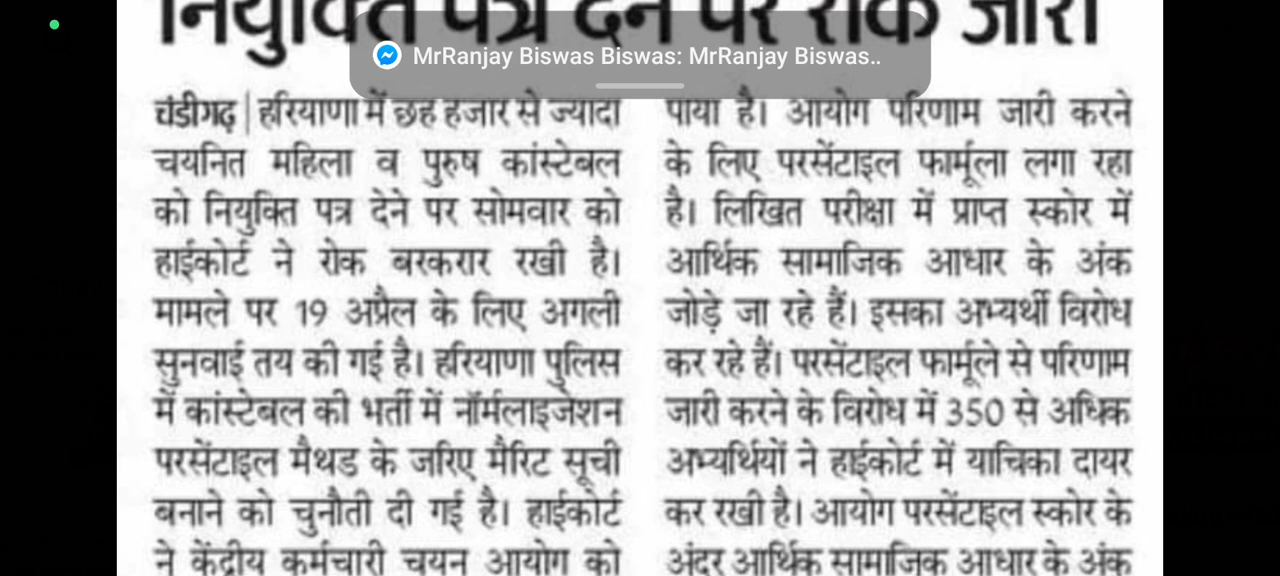 नियुक्ति पत्र देने पर रोक जारी
MrRanjay Biswas Biswas: MrRanjay Biswas..
चंडीगढ़ | हरियाणा में छह हजार से ज्यादा
चयनित महिला व पुरुष कांस्टेबल
को नियुक्ति पत्र देने पर सोमवार को
हाईकोर्ट ने रोक बरकरार रखी है।
मामले पर 19 अप्रैल के लिए अगली
सुनवाई तय की गई है। हरियाणा पुलिस
में कांस्टेबल की भर्ती में नॉर्मलाइजेशन
परसेंटाइल मैथड के जरिए मैरिट सूची
बनाने को चुनौती दी गई है। हाईकोर्ट
ने केंद्रीय कर्मचारी चयन आयोग को
पाया है। आयोग परिणाम जारी करने
के लिए परसेंटाइल फार्मूला लगा रहा
है। लिखित परीक्षा में प्राप्त स्कोर में
आर्थिक सामाजिक आधार के अंक
जोड़े जा रहे हैं। इसका अभ्यर्थी विरोध
कर रहे हैं। परसेंटाइल फार्मूले से परिणाम
जारी करने के विरोध में 350 से अधिक
अभ्यर्थियों ने हाईकोर्ट में याचिका दायर
कर रखी है। आयोग परसेंटाइल स्कोर के
अंदर आर्थिक सामाजिक आधार के अंक